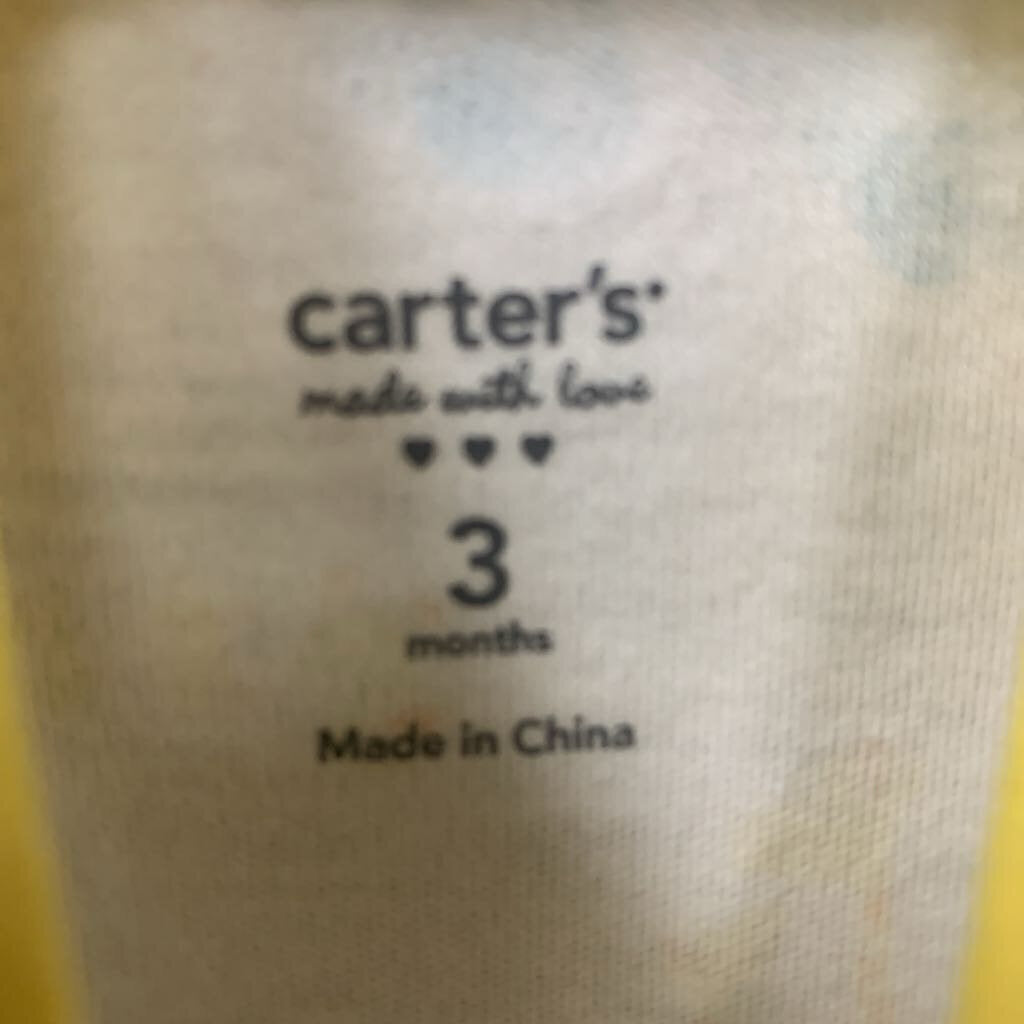 carter's
made with love
3
months
Made in China